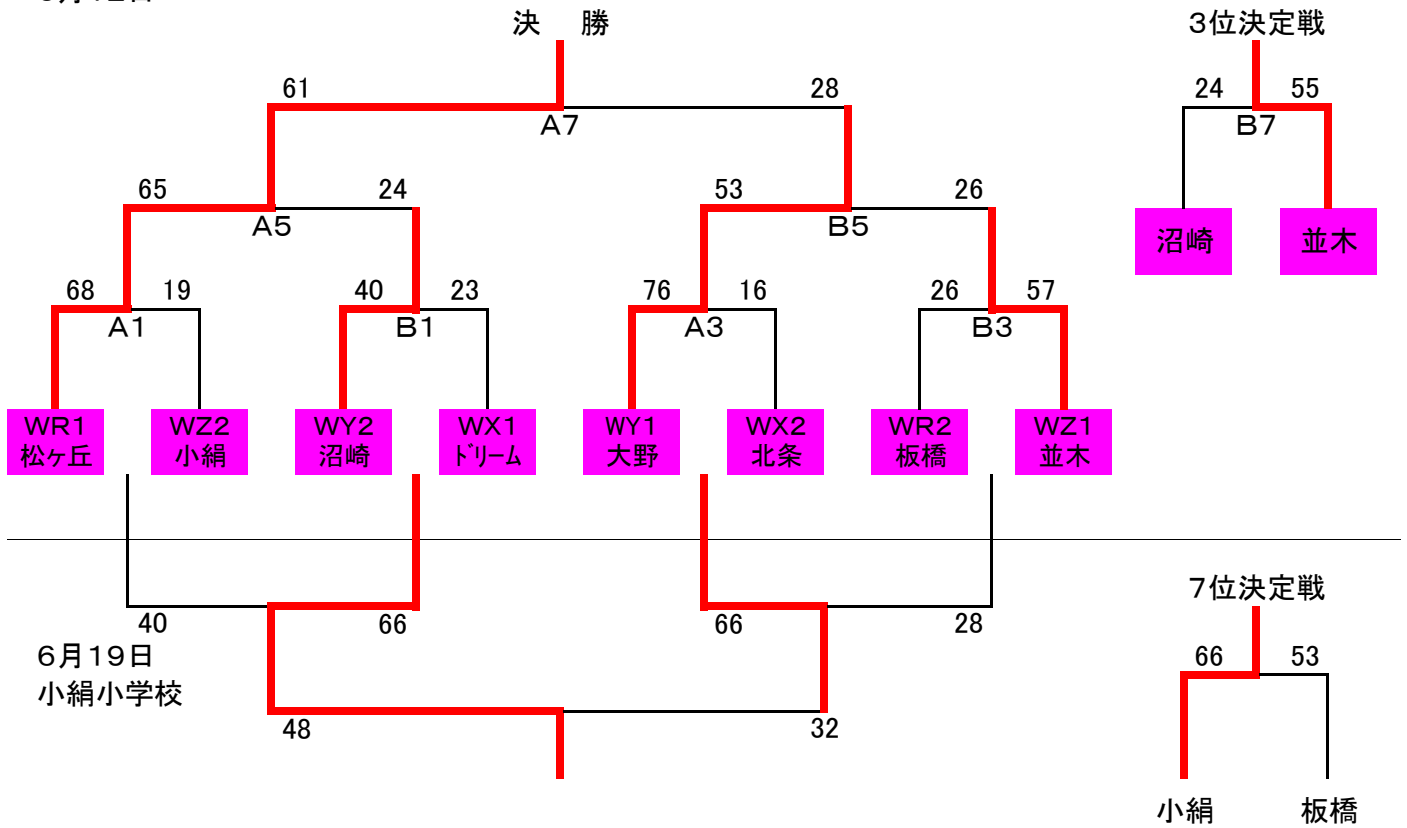 決　勝
3位決定戦
61
28
24
55
A7
B7
65
24
53
26
A5
B5
沼崎
並木
68
19
40
23
76
16
26
57
A1
B1
A3
B3
WR1
松ヶ丘
WZ2
小絹
WY2
沼崎
WX1
ドリーム
WY1
大野
WX2
北条
WR2
板橋
WZ1
並木
7位決定戦
40
66
66
28
6月19日
小絹小学校
66
53
48
32
小絹
板橋